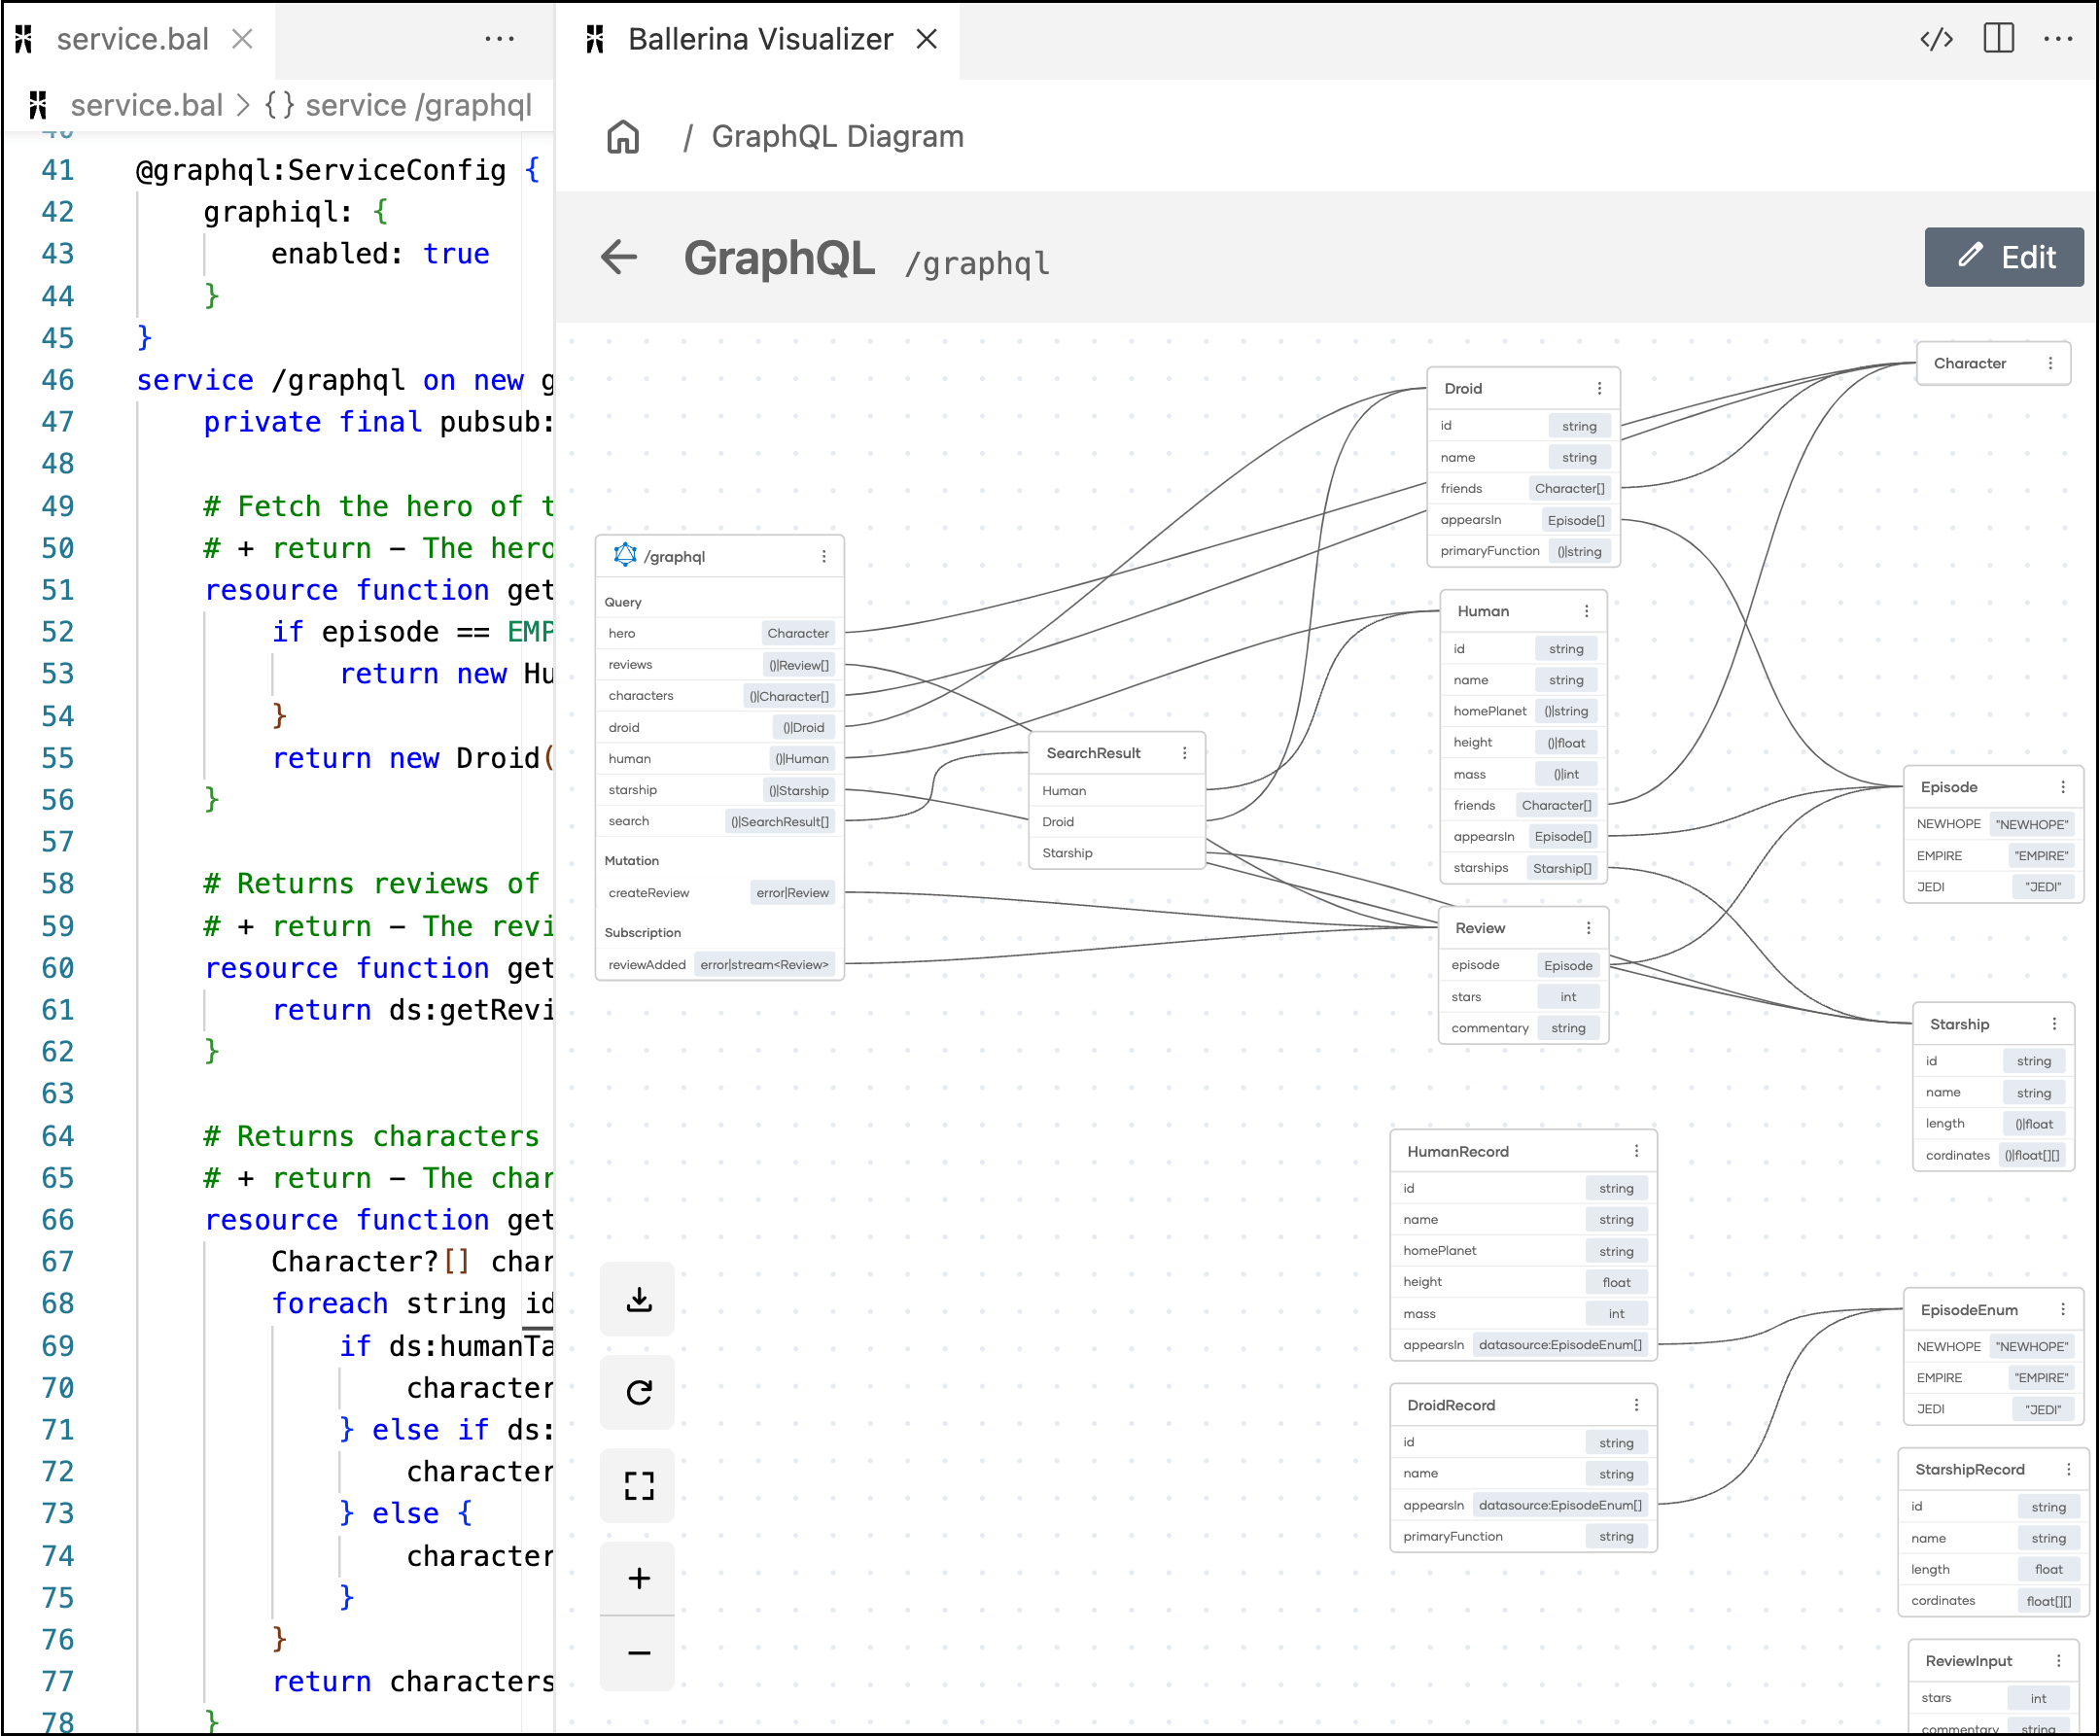 service.bal
service.bal > {} service /graphql
41 @graphql:ServiceConfig {
42 graphiql: {
43 enabled: true
44 }
45 }
46 service /graphql on new g
47 private final pubsub:
48
49 # Fetch the hero of t
50 # + return – The hero
51 resource function get
52 if episode == EMP
53 return new Hu
54 }
55 return new Droid(
56 }
57
58 # Returns reviews of
59 # + return – The revi
60 resource function get
61 return ds:getRevi
62 }
63
64 # Returns characters
65 # + return – The char
66 resource function get
67 Character?[] char
68 foreach string id
69 if ds:humanTa
70 character
71 } else if ds:
72 character
73 } else {
74 character
75 }
76 }
77 return characters
78 }
Ballerina Visualizer
/ GraphQL Diagram
GraphQL /graphql
Edit
/graphql
Query
hero Character
reviews ()|Review[]
characters ()|Character[]
droid ()|Droid
human ()|Human
starship ()|Starship
search ()|SearchResult[]
Mutation
createReview error|Review
Subscription
reviewAdded error|stream<Review>
SearchResult
Human
Droid
Starship
Droid
id string
name string
friends Character[]
appearsIn Episode[]
primaryFunction ()|string
Human
id string
name string
homePlanet ()|string
height ()|float
mass ()|int
friends Character[]
appearsIn Episode[]
starships Starship[]
Review
episode Episode
stars int
commentary string
HumanRecord
id string
name string
homePlanet string
height float
mass int
appearsIn datasource:EpisodeEnum[]
DroidRecord
id string
name string
appearsIn datasource:EpisodeEnum[]
primaryFunction string
Character
Episode
NEWHOPE "NEWHOPE"
EMPIRE "EMPIRE"
JEDI "JEDI"
Starship
id string
name string
length ()|float
cordinates ()|float[][]
EpisodeEnum
NEWHOPE "NEWHOPE"
EMPIRE "EMPIRE"
JEDI "JEDI"
StarshipRecord
id string
name string
length float
cordinates float[][]
ReviewInput
stars int
commentary string